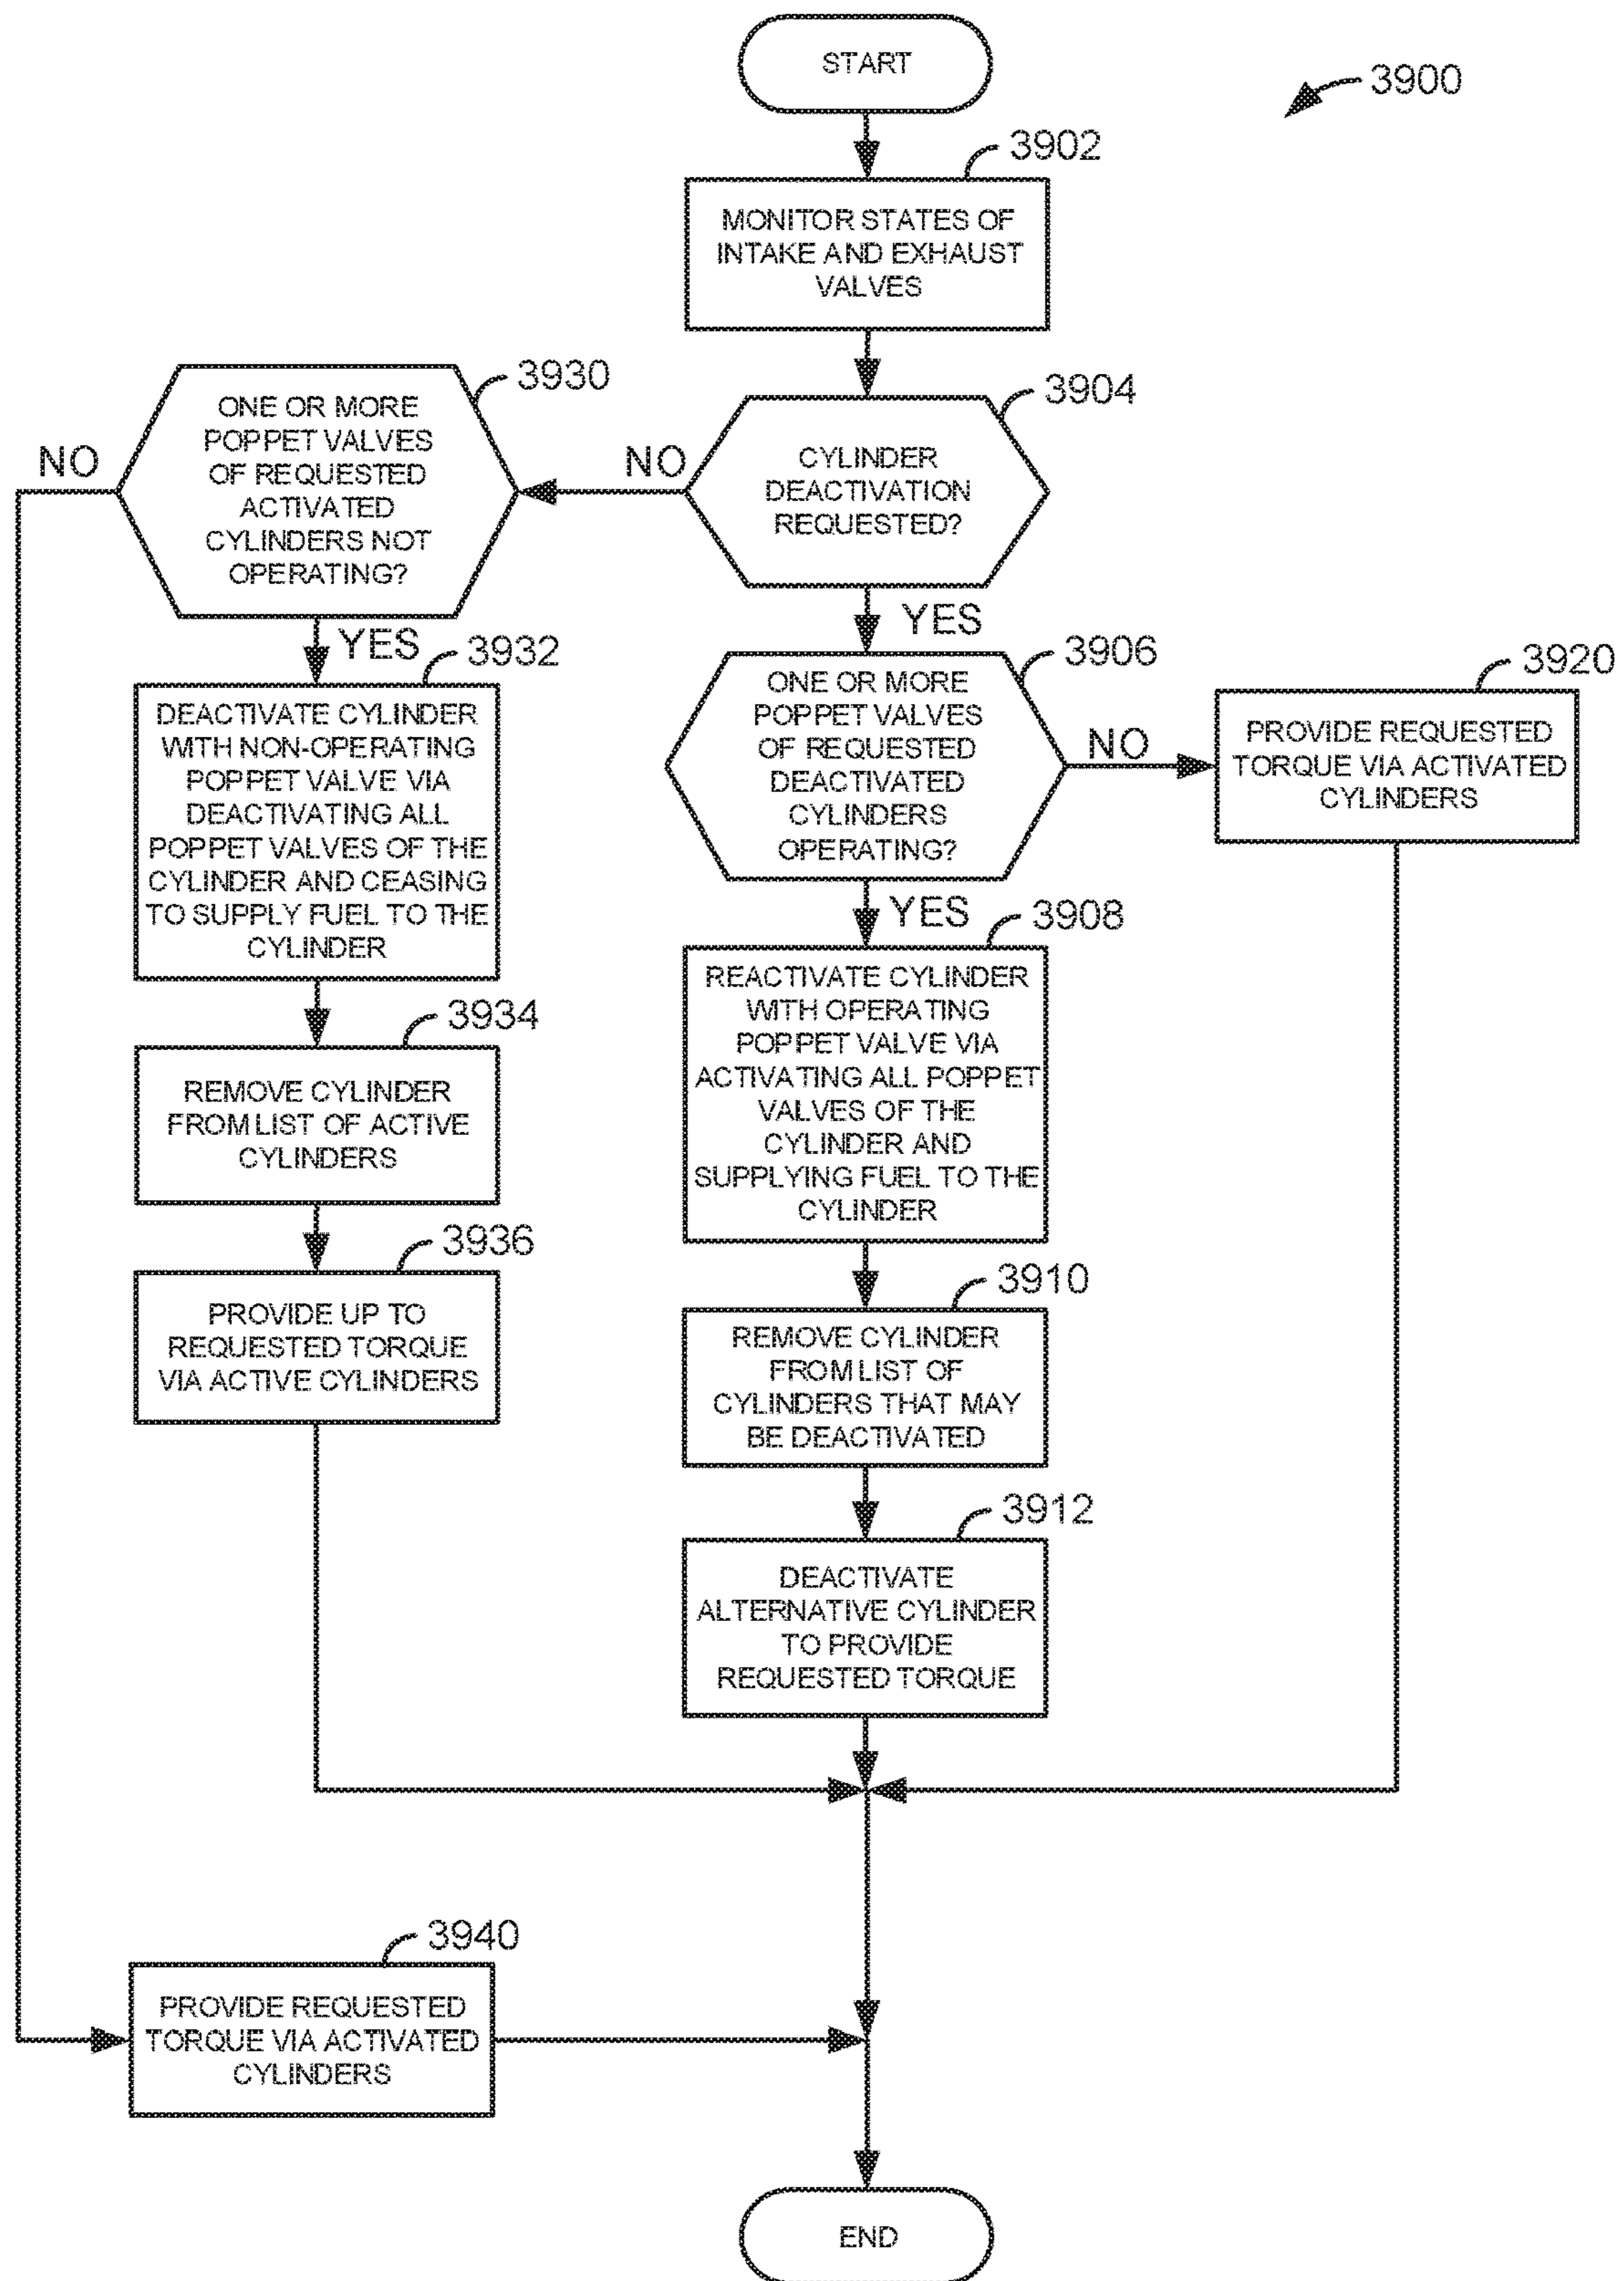 START
3900
3902
MONITOR STATES OF
INTAKE AND EXHAUST
VALVES
3904
CYLINDER
DEACTIVATION
REQUESTED?
NO
YES
3930
ONE OR MORE
POPPET VALVES
OF REQUESTED
ACTIVATED
CYLINDERS NOT
OPERATING?
NO
YES
3932
DEACTIVATE CYLINDER
WITH NON-OPERATING
POPPET VALVE VIA
DEACTIVATING ALL
POPPET VALVES OF THE
CYLINDER AND CEASING
TO SUPPLY FUEL TO THE
CYLINDER
3934
REMOVE CYLINDER
FROM LIST OF ACTIVE
CYLINDERS
3936
PROVIDE UP TO
REQUESTED TORQUE
VIA ACTIVE CYLINDERS
3906
ONE OR MORE
POPPET VALVES
OF REQUESTED
DEACTIVATED
CYLINDERS
OPERATING?
NO
YES
3920
PROVIDE REQUESTED
TORQUE VIA ACTIVATED
CYLINDERS
3908
REACTIVATE CYLINDER
WITH OPERATING
POPPET VALVE VIA
ACTIVATING ALL POPPET
VALVES OF THE
CYLINDER AND
SUPPLYING FUEL TO THE
CYLINDER
3910
REMOVE CYLINDER
FROM LIST OF
CYLINDERS THAT MAY
BE DEACTIVATED
3912
DEACTIVATE
ALTERNATIVE CYLINDER
TO PROVIDE
REQUESTED TORQUE
3940
PROVIDE REQUESTED
TORQUE VIA ACTIVATED
CYLINDERS
END